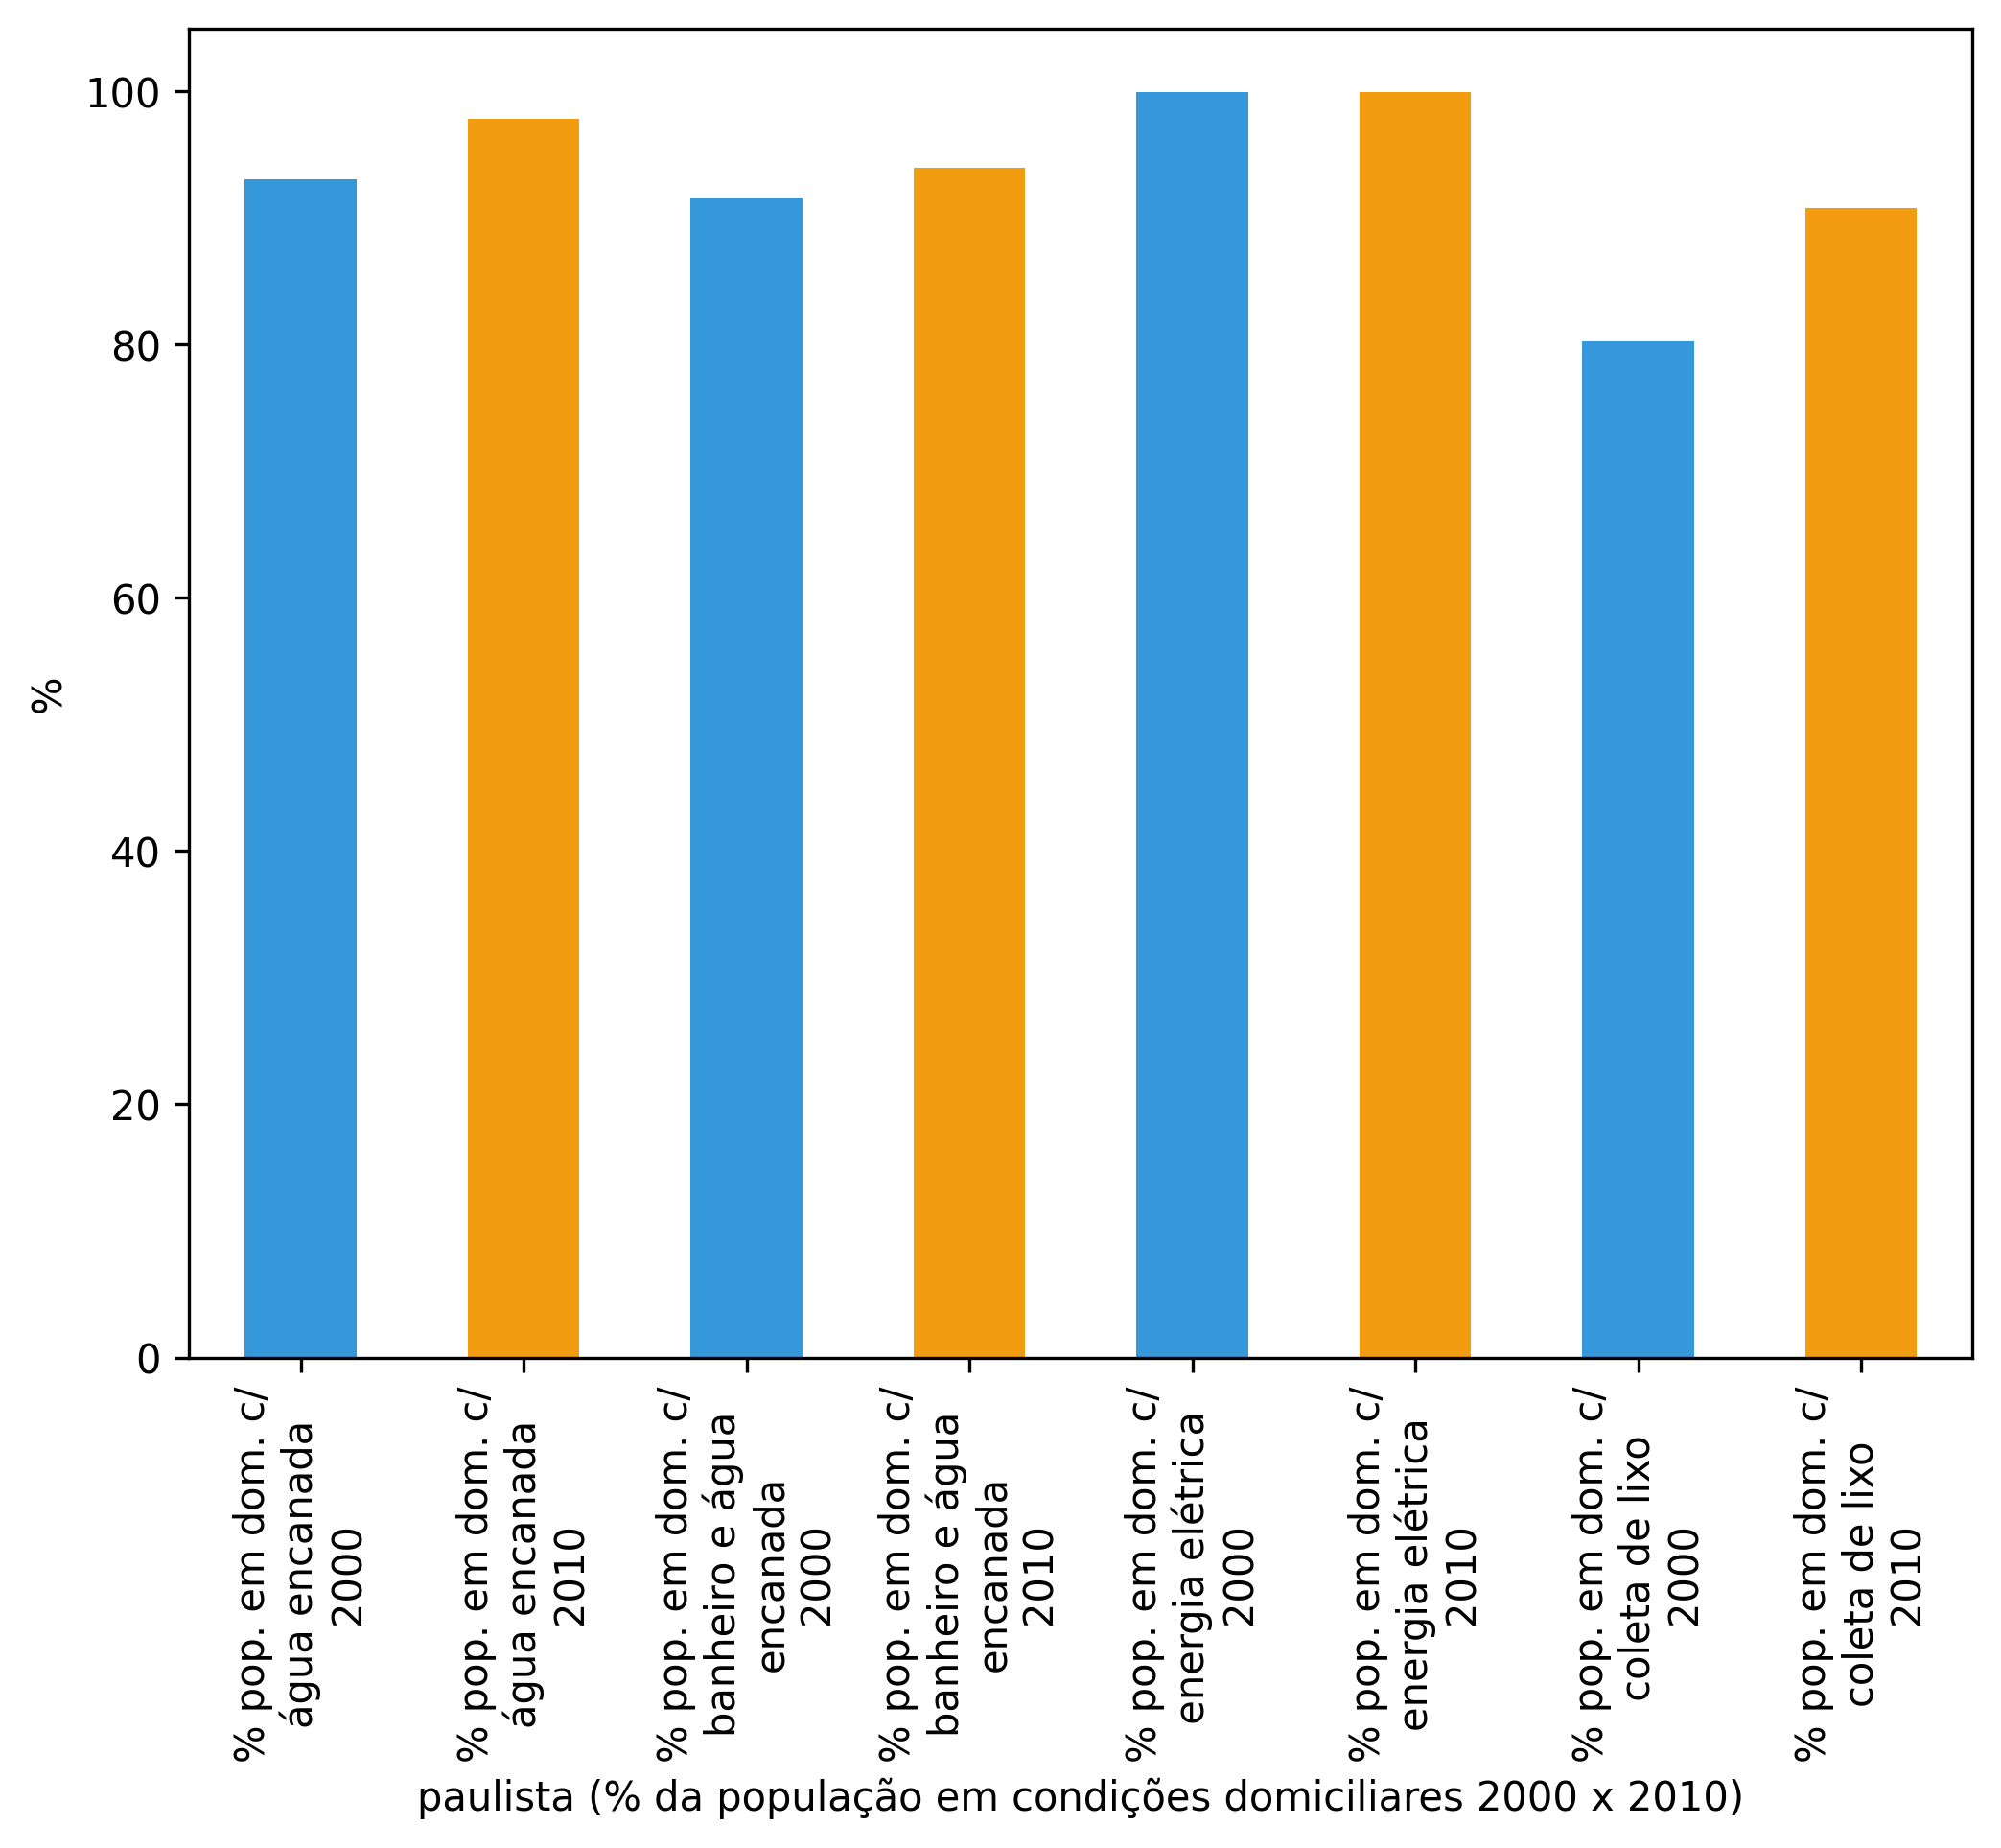 100
80
60
40
20
0
%
% pop. em dom. c/
água encanada
2000
% pop. em dom. c/
água encanada
2010
% pop. em dom. c/
banheiro e água
encanada
2000
% pop. em dom. c/
banheiro e água
encanada
2010
% pop. em dom. c/
energia elétrica
2000
% pop. em dom. c/
energia elétrica
2010
% pop. em dom. c/
coleta de lixo
2000
% pop. em dom. c/
coleta de lixo
2010
paulista (% da população em condições domiciliares 2000 x 2010)